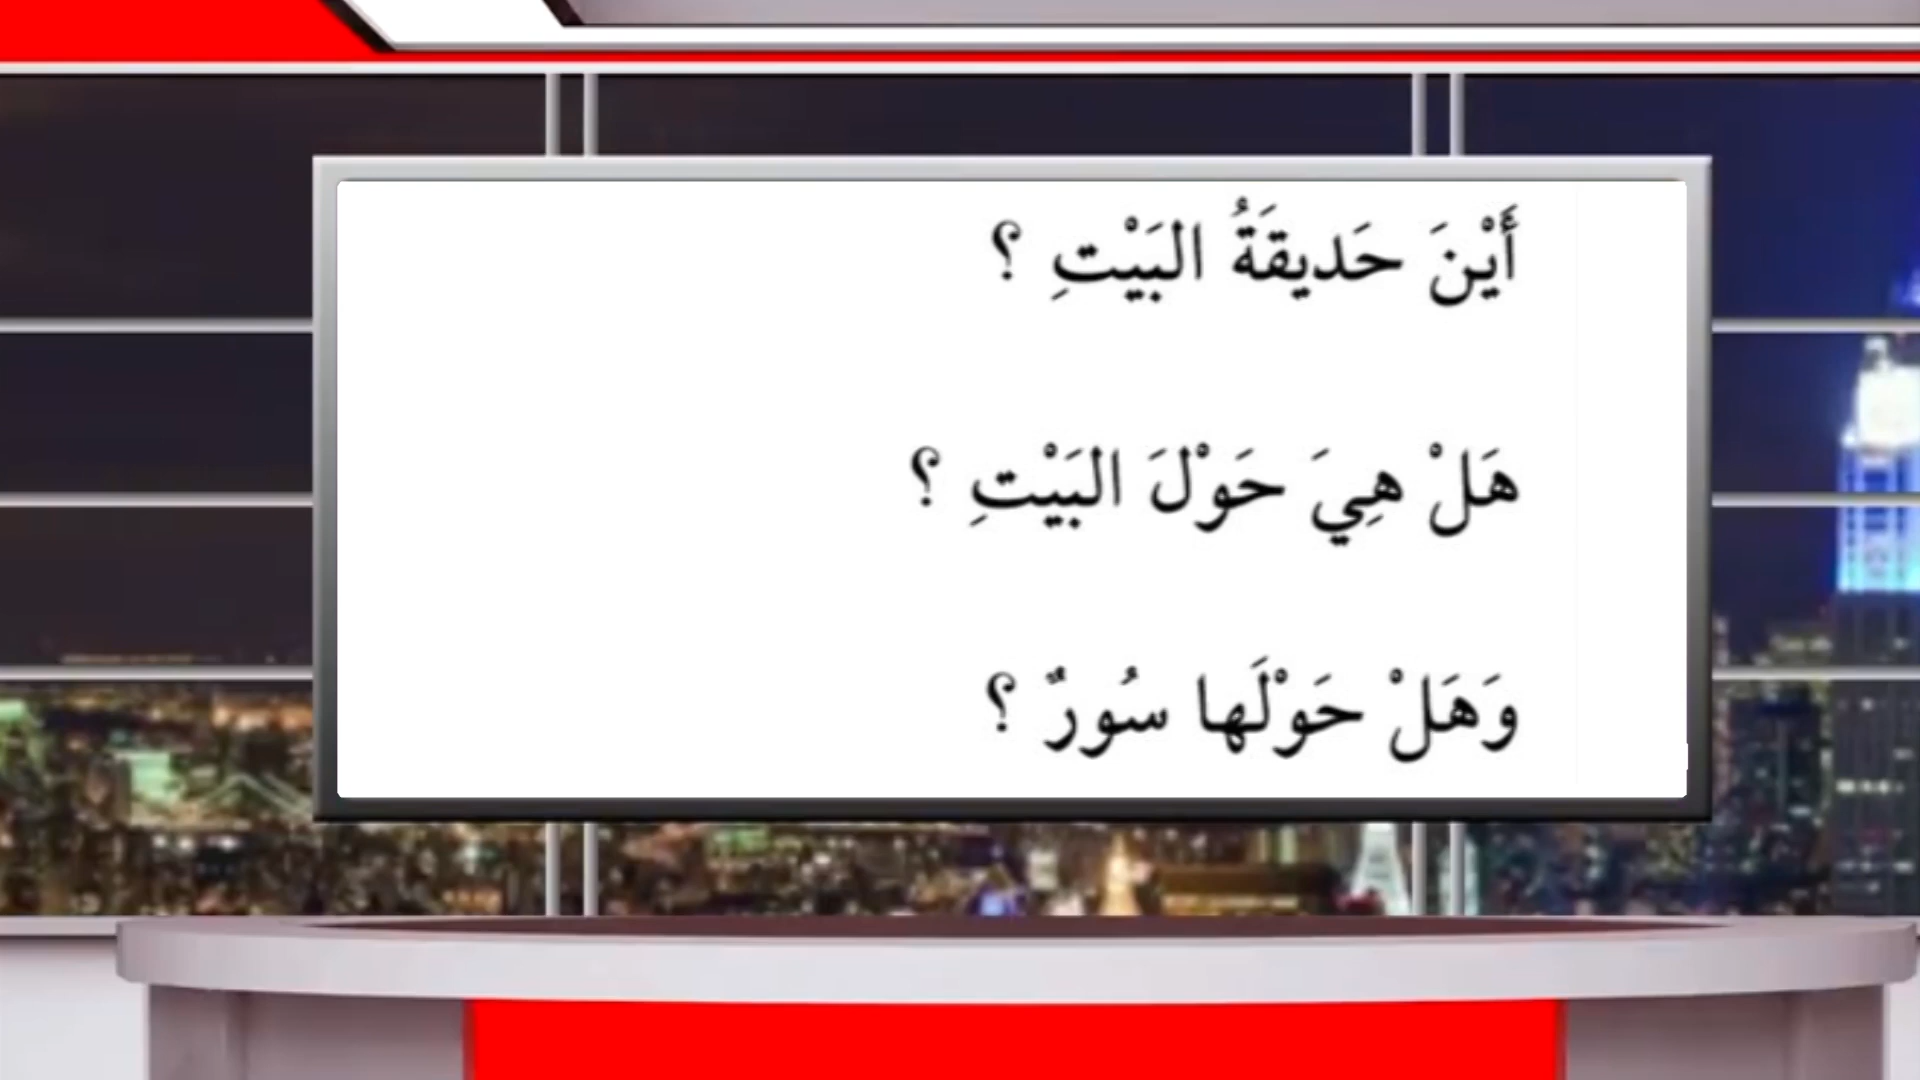 أَيْنَ حَديقَةُ البَيْتِ ؟
هَلْ هِيَ حَوْلَ البَيْتِ ؟
وَهَلْ حَوْلَها سُورٌ ؟